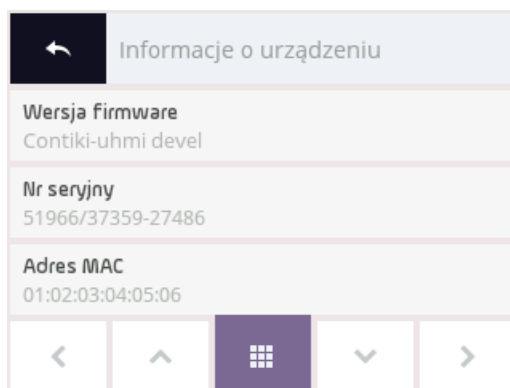 Informacje o urządzeniu
Wersja firmware
Contiki-uhmi devel
Nr seryjny
51966/37359-27486
Adres MAC
01:02:03:04:05:06